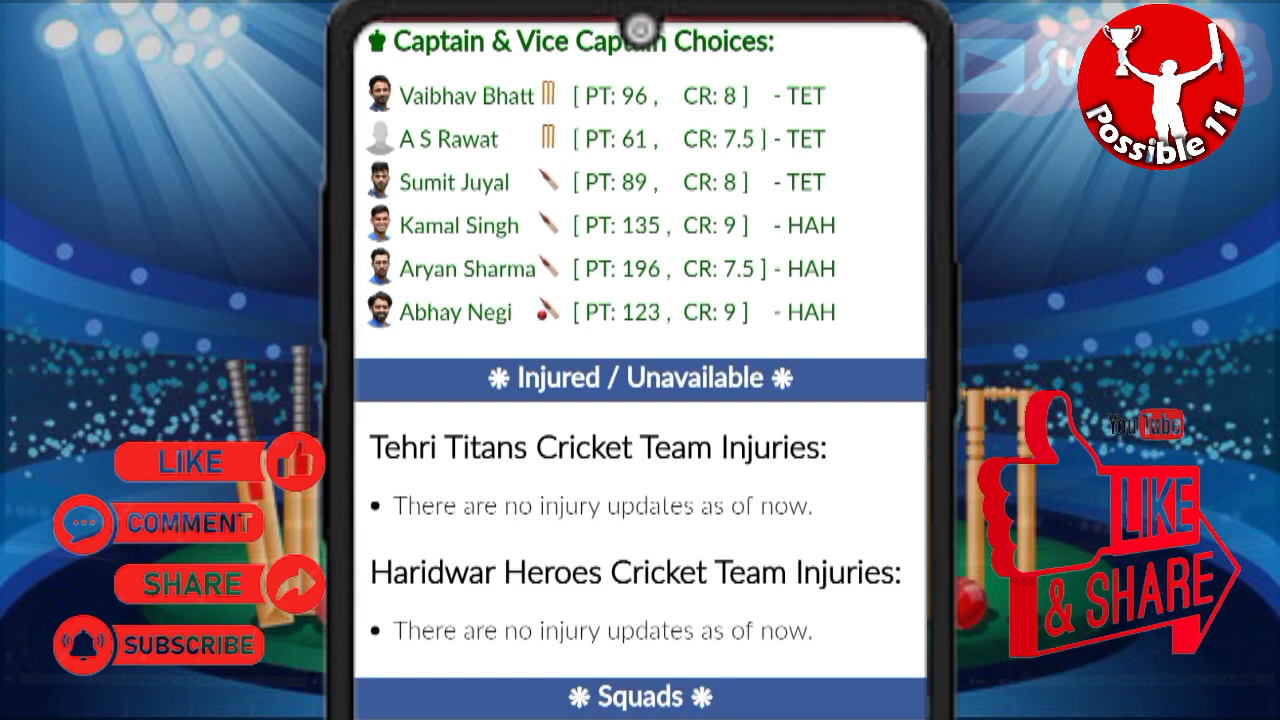 ♚ Captain & Vice Captain Choices:
Vaibhav Bhatt [ PT: 96 , CR: 8 ] - TET
A S Rawat [ PT: 61 , CR: 7.5 ] - TET
Sumit Juyal [ PT: 89 , CR: 8 ] - TET
Kamal Singh [ PT: 135 , CR: 9 ] - HAH
Aryan Sharma [ PT: 196 , CR: 7.5 ] - HAH
Abhay Negi [ PT: 123 , CR: 9 ] - HAH
❋ Injured / Unavailable ❋
Tehri Titans Cricket Team Injuries:
• There are no injury updates as of now.
Haridwar Heroes Cricket Team Injuries:
• There are no injury updates as of now.
❋ Squads ❋
LIKE
COMMENT
SHARE
SUBSCRIBE
Possible 11
YouTube
LIKE
& SHARE